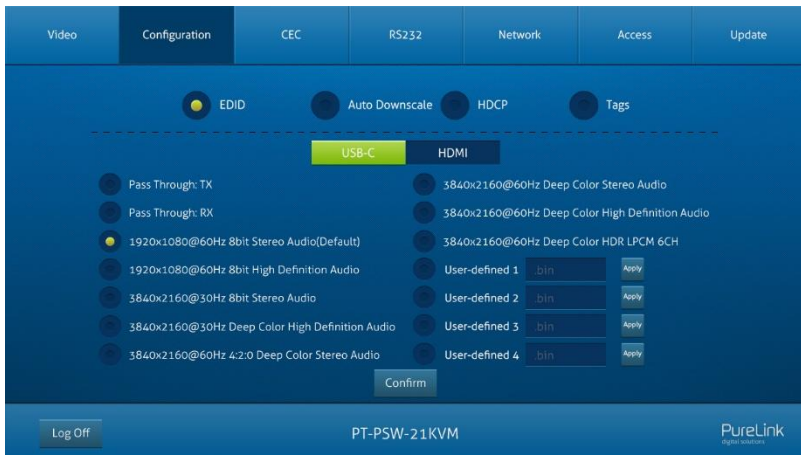 Video Configuration CEC RS232 Network Access Update
EDID Auto Downscale HDCP Tags
USB-C HDMI
Pass Through: TX
Pass Through: RX
1920x1080@60Hz 8bit Stereo Audio(Default)
1920x1080@60Hz 8bit High Definition Audio
3840x2160@30Hz 8bit Stereo Audio
3840x2160@30Hz Deep Color High Definition Audio
3840x2160@60Hz 4:2:0 Deep Color Stereo Audio
3840x2160@60Hz Deep Color Stereo Audio
3840x2160@60Hz Deep Color High Definition Audio
3840x2160@60Hz Deep Color HDR LPCM 6CH
User-defined 1 .bin Apply
User-defined 2 .bin Apply
User-defined 3 .bin Apply
User-defined 4 .bin Apply
Confirm
Log Off PT-PSW-21KVM PureLink
digital solutions